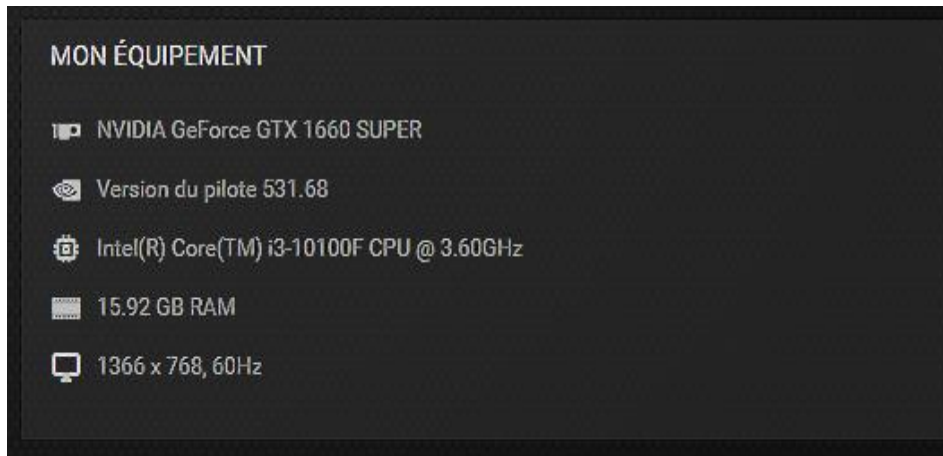 MON ÉQUIPEMENT
NVIDIA GeForce GTX 1660 SUPER
Version du pilote 531.68
Intel(R) Core(TM) i3-10100F CPU @ 3.60GHz
15.92 GB RAM
1366 x 768, 60Hz